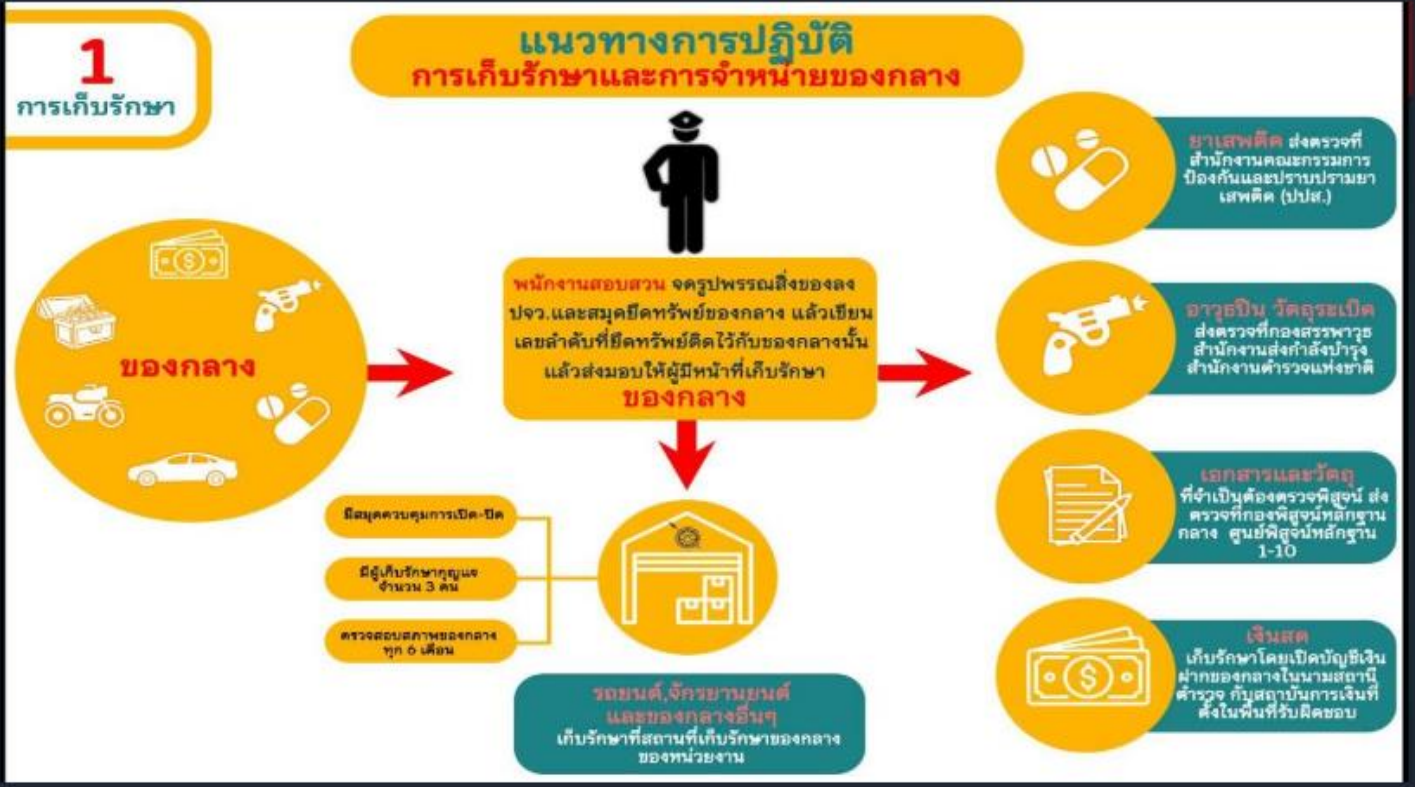 1
การเก็บรักษา
แนวทางการปฏิบัติ
การเก็บรักษาและการจำหน่ายของกลาง
ของกลาง
พนักงานสอบสวน จดรูปพรรณสิ่งของลง
ปจว.และสมุดยึดทรัพย์ของกลาง แล้วเขียน
เลขลำดับที่ยึดทรัพย์ติดไว้กับของกลางนั้น
แล้วส่งมอบให้ผู้มีหน้าที่เก็บรักษา
ของกลาง
มีสมุดควบคุมการเปิด-ปิด
มีผู้เก็บรักษากุญแจ
จำนวน 3 คน
ตรวจสอบสภาพของกลาง
ทุก 6 เดือน
รถยนต์,จักรยานยนต์
และของกลางอื่นๆ
เก็บรักษาที่สถานที่เก็บรักษาของกลาง
ของหน่วยงาน
ยาเสพติด ส่งตรวจที่
สำนักงานคณะกรรมการ
ป้องกันและปราบปรามยา
เสพติด (ปปส.)
อาวุธปืน วัตถุระเบิด
ส่งตรวจที่กองสรรพาวุธ
สำนักงานส่งกำลังบำรุง
สำนักงานตำรวจแห่งชาติ
เอกสารและวัตถุ
ที่จำเป็นต้องตรวจพิสูจน์ ส่ง
ตรวจที่กองพิสูจน์หลักฐาน
กลาง ศูนย์พิสูจน์หลักฐาน
1-10
เงินสด
เก็บรักษาโดยเปิดบัญชีเงิน
ฝากของกลางในนามสถานี
ตำรวจ กับสถาบันการเงินที่
ตั้งในพื้นที่รับผิดชอบ